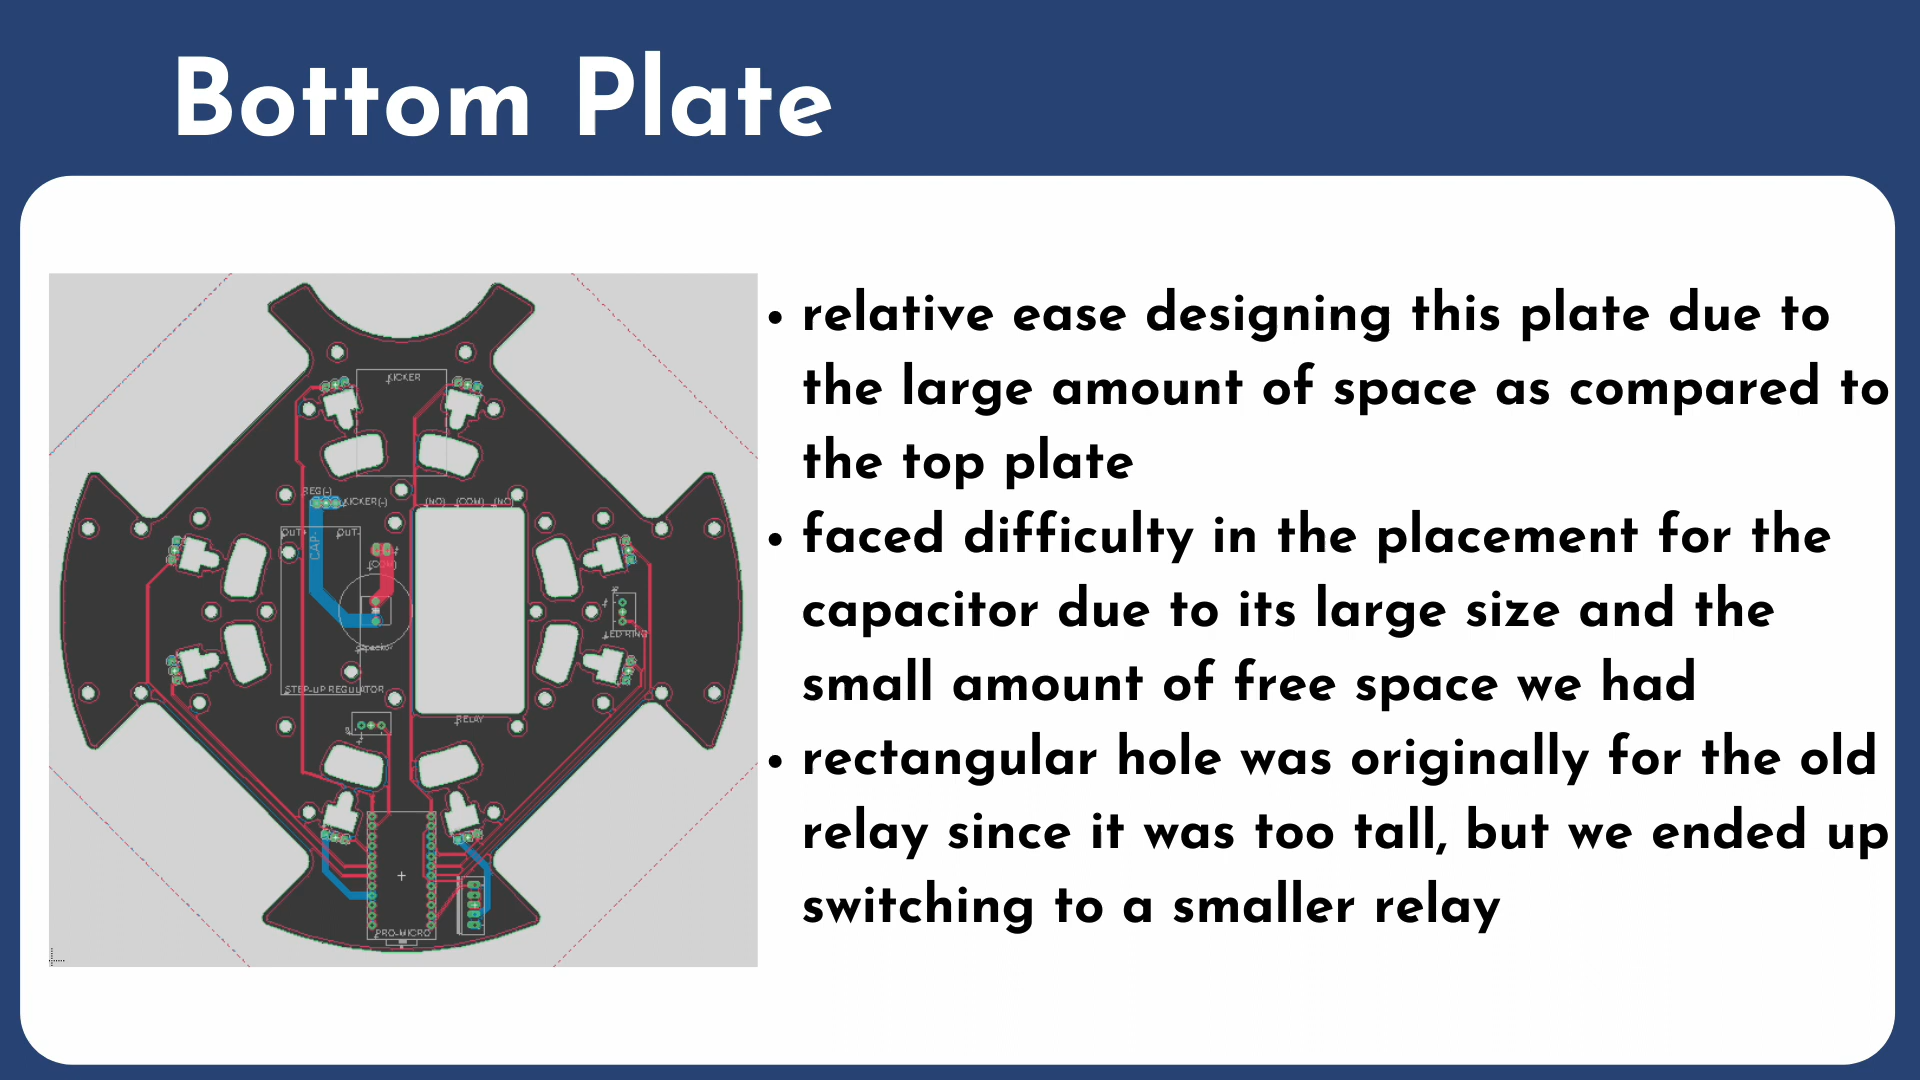 Bottom Plate
• relative ease designing this plate due to
the large amount of space as compared to
the top plate
• faced difficulty in the placement for the
capacitor due to its large size and the
small amount of free space we had
• rectangular hole was originally for the old
relay since it was too tall, but we ended up
switching to a smaller relay
KICKER
REG(-)
KICKER(-)
(NO) (COM) (NO)
OUT+
OUT-
CAP-
(COM)
LED RING
STEP-UP REGULATOR
RELAY
PRO-MICRO